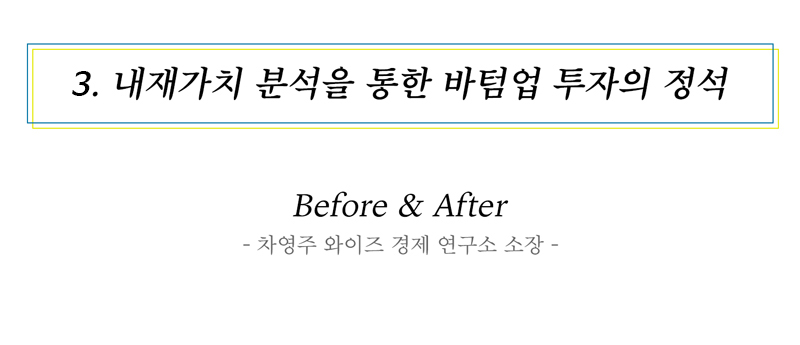 3. 내재가치 분석을 통한 바텀업 투자의 정석
Before & After
- 차영주 와이즈 경제 연구소 소장 -